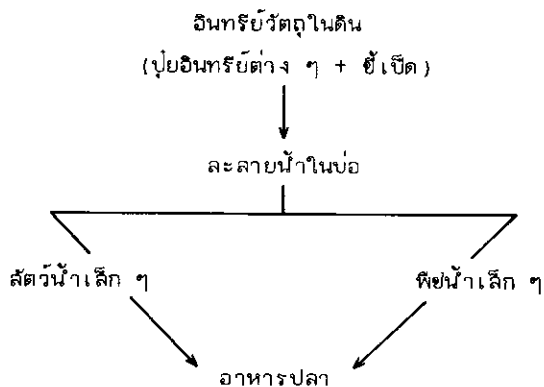 อินทรีย์วัตถุในดิน
(ปุ๋ยอินทรีย์ต่าง ๆ + ขี้เป็ด)
ละลายน้ำในบ่อ
สัตว์น้ำเล็ก ๆ
พืชน้ำเล็ก ๆ
อาหารปลา